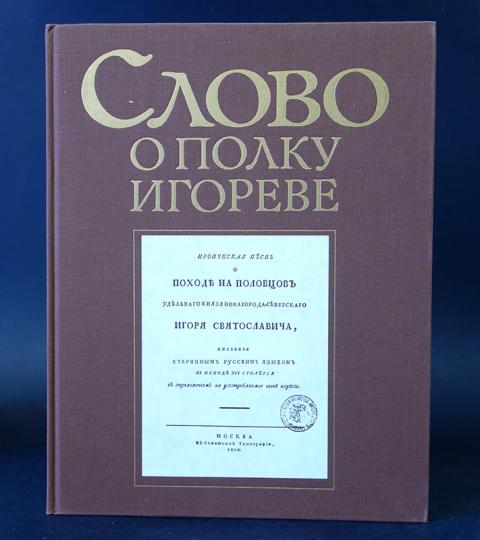 СЛОВО
О ПОЛКУ
ИГОРЕВЕ
ИРОИЧЕСКАЯ ПѢСНЬ
О
ПОХОДѢ НА ПОЛОВЦОВЪ
УДѢЛЬНАГО КНЯЗЯ НОВАГОРОДА-СѢВЕРСКАГО
ИГОРЯ СВЯТОСЛАВИЧА,
писанная
СТАРИННЫМЪ РУССКИМЪ ЯЗЫКОМЪ
въ исходѣ XII столѣтія
съ переложеніемъ на употребляемое нынѣ нарѣчіе.
МОСКВА
Въ Сенатской Типографіи,
1800.